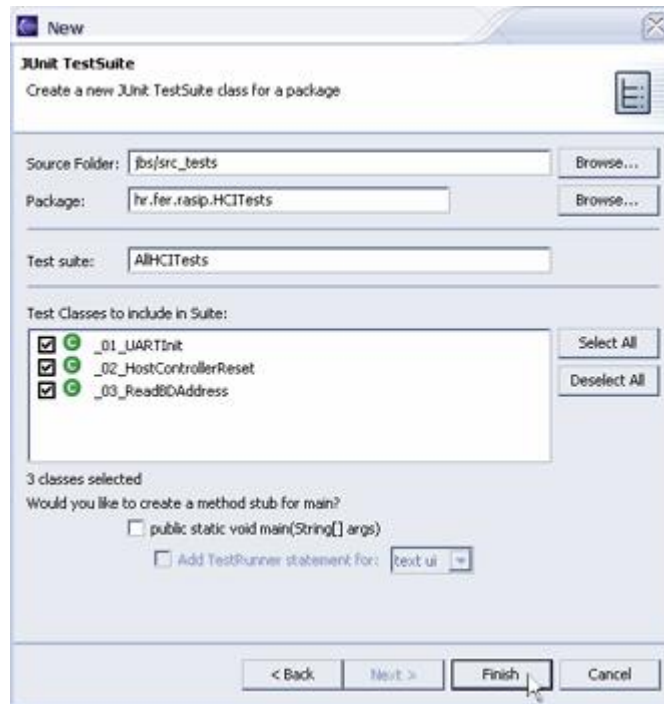 New
JUnit TestSuite
Create a new JUnit TestSuite class for a package
Source Folder: jbs/src_tests Browse...
Package: hr.fer.rasip.HCITests Browse...
Test suite: AllHCITests
Test Classes to include in Suite:
_01_UARTInit Select All
_02_HostControllerReset
_03_ReadBDAddress Deselect All
3 classes selected
Would you like to create a method stub for main?
public static void main(String[] args)
Add TestRunner statement for: text ui
< Back Next > Finish Cancel